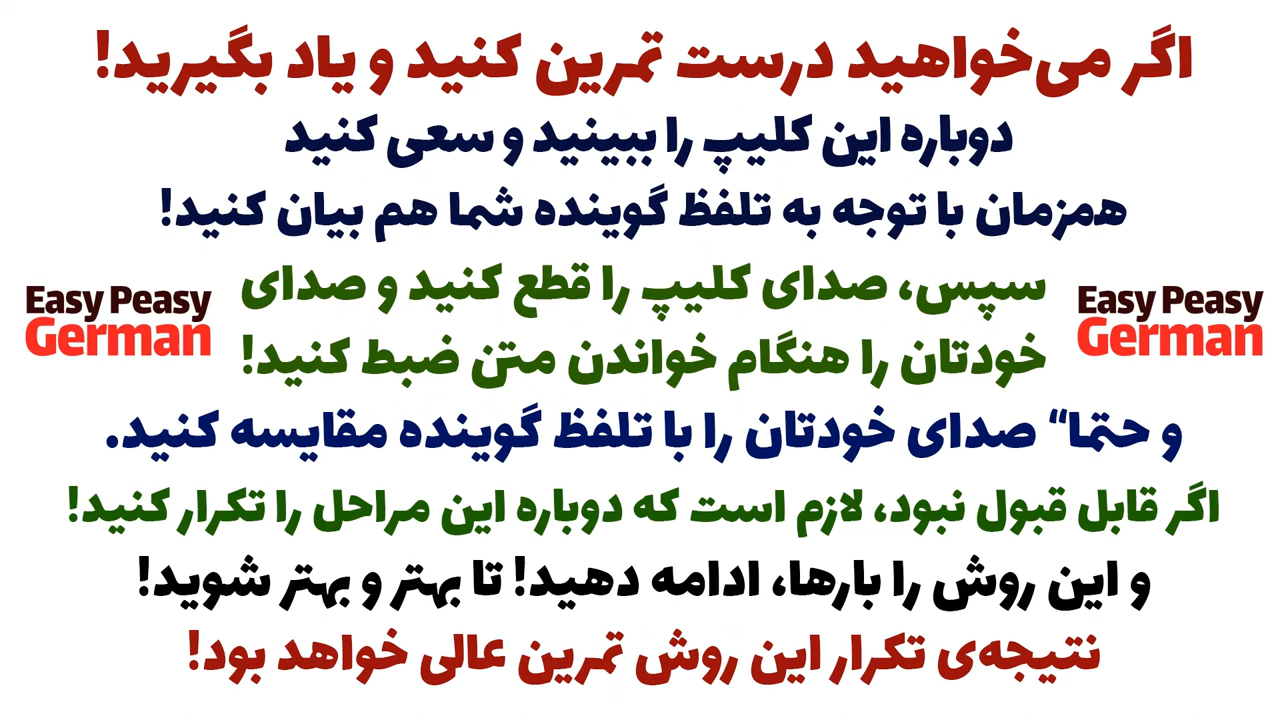 اگر می‌خواهید درست تمرین کنید و یاد بگیرید!
دوباره این کلیپ را ببینید و سعی کنید
همزمان با توجه به تلفظ گوینده شما هم بیان کنید!
سپس، صدای کلیپ را قطع کنید و صدای
خودتان را هنگام خواندن متن ضبط کنید!
Easy Peasy
German
Easy Peasy
German
و حتما“ صدای خودتان را با تلفظ گوینده مقایسه کنید.
اگر قابل قبول نبود، لازم است که دوباره این مراحل را تکرار کنید!
و این روش را بارها، ادامه دهید! تا بهتر و بهتر شوید!
نتیجه‌ی تکرار این روش تمرین عالی خواهد بود!